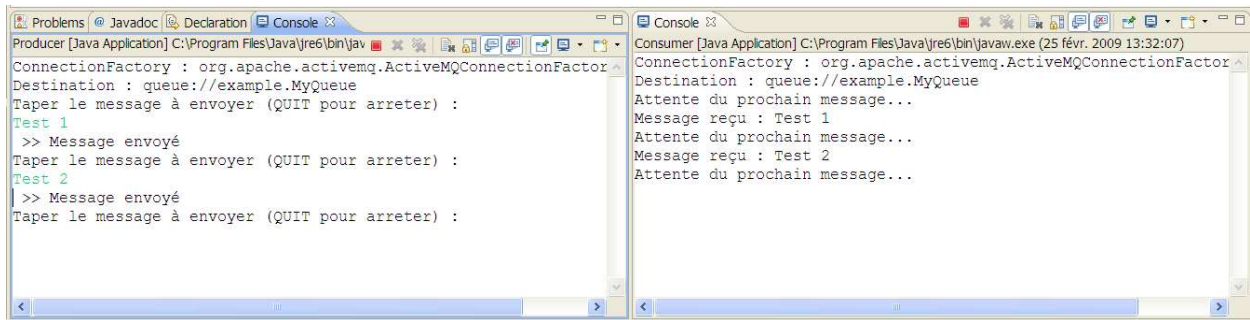 Problems @ Javadoc Declaration Console
Producer [Java Application] C:\Program Files\Java\jre6\bin\jav
ConnectionFactory : org.apache.activemq.ActiveMQConnectionFactor
Destination : queue://example.MyQueue
Taper le message à envoyer (QUIT pour arreter) :
Test 1
>> Message envoyé
Taper le message à envoyer (QUIT pour arreter) :
Test 2
>> Message envoyé
Taper le message à envoyer (QUIT pour arreter) :
Console
Consumer [Java Application] C:\Program Files\Java\jre6\bin\javaw.exe (25 févr. 2009 13:32:07)
ConnectionFactory : org.apache.activemq.ActiveMQConnectionFactor
Destination : queue://example.MyQueue
Attente du prochain message...
Message reçu : Test 1
Attente du prochain message...
Message reçu : Test 2
Attente du prochain message...